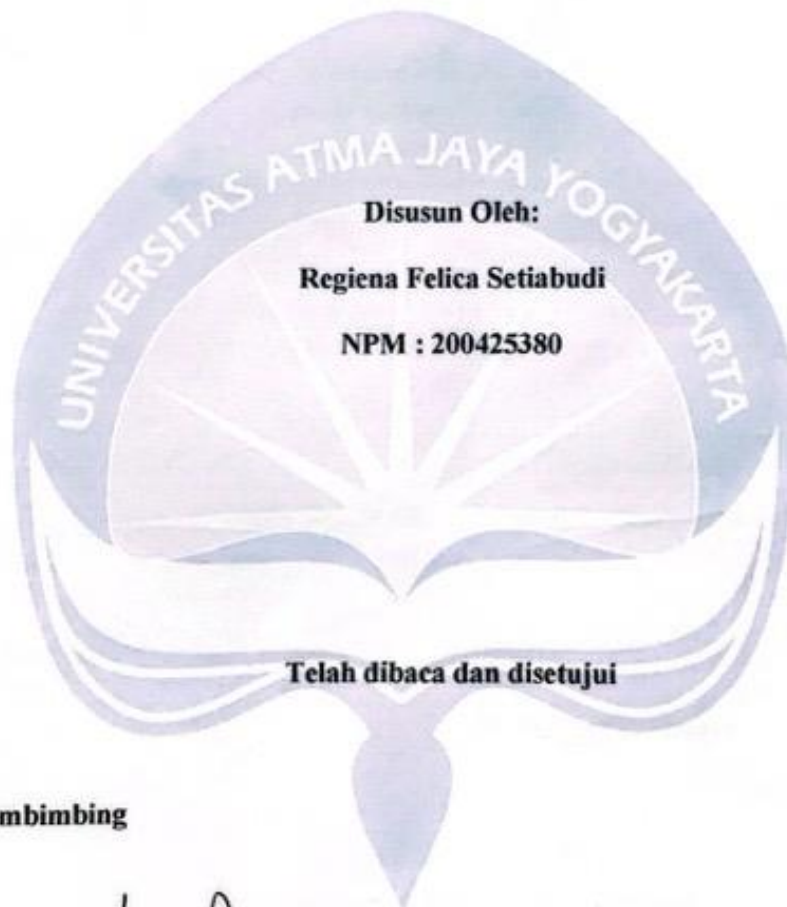 UNIVERSITAS ATMA JAYA YOGYAKARTA
Disusun Oleh:
Regiena Felica Setiabudi
NPM : 200425380
Telah dibaca dan disetujui
mbimbing